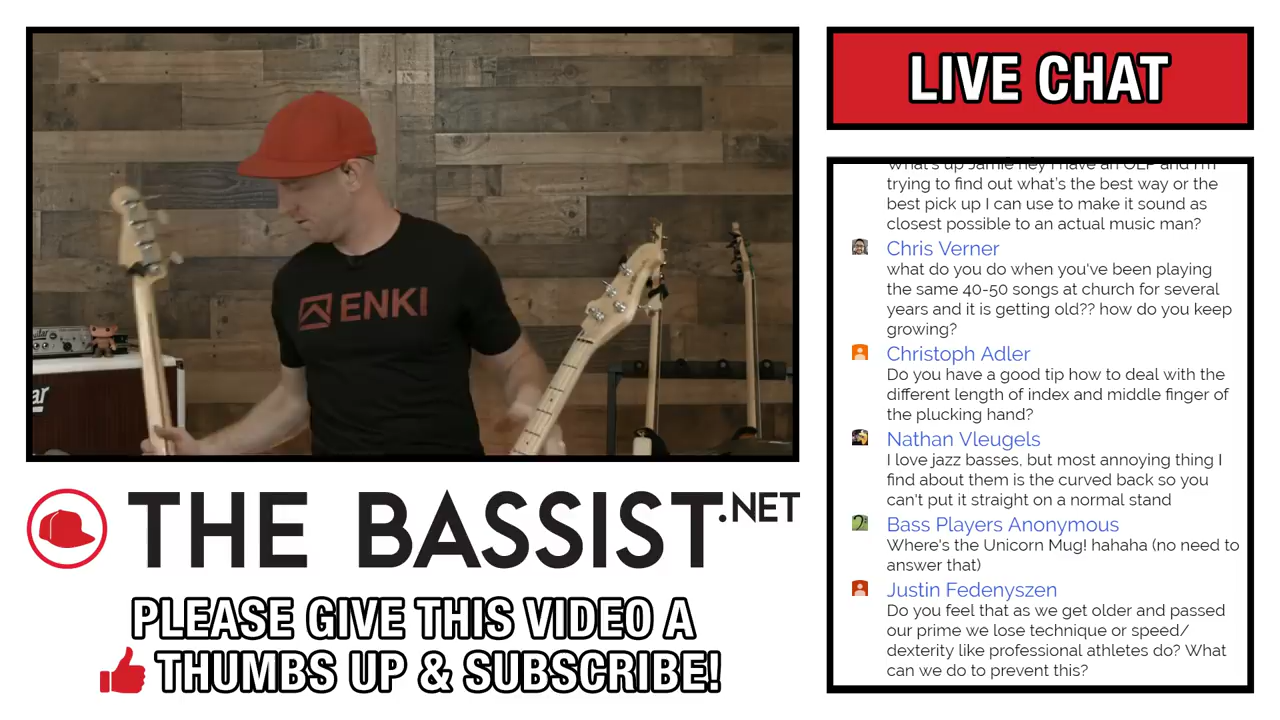 LIVE CHAT
what's up Jamie hey I have an OLP and I'm
trying to find out what's the best way or the
best pick up I can use to make it sound as
closest possible to an actual music man?
Chris Verner
what do you do when you've been playing
the same 40-50 songs at church for several
years and it is getting old?? how do you keep
growing?
Christoph Adler
Do you have a good tip how to deal with the
different length of index and middle finger of
the plucking hand?
Nathan Vleugels
I love jazz basses, but most annoying thing I
find about them is the curved back so you
can't put it straight on a normal stand
Bass Players Anonymous
Where's the Unicorn Mug! hahaha (no need to
answer that)
Justin Fedenyszen
Do you feel that as we get older and passed
our prime we lose technique or speed/
dexterity like professional athletes do? What
can we do to prevent this?
ENKI
THE BASSIST.NET
PLEASE GIVE THIS VIDEO A
THUMBS UP & SUBSCRIBE!